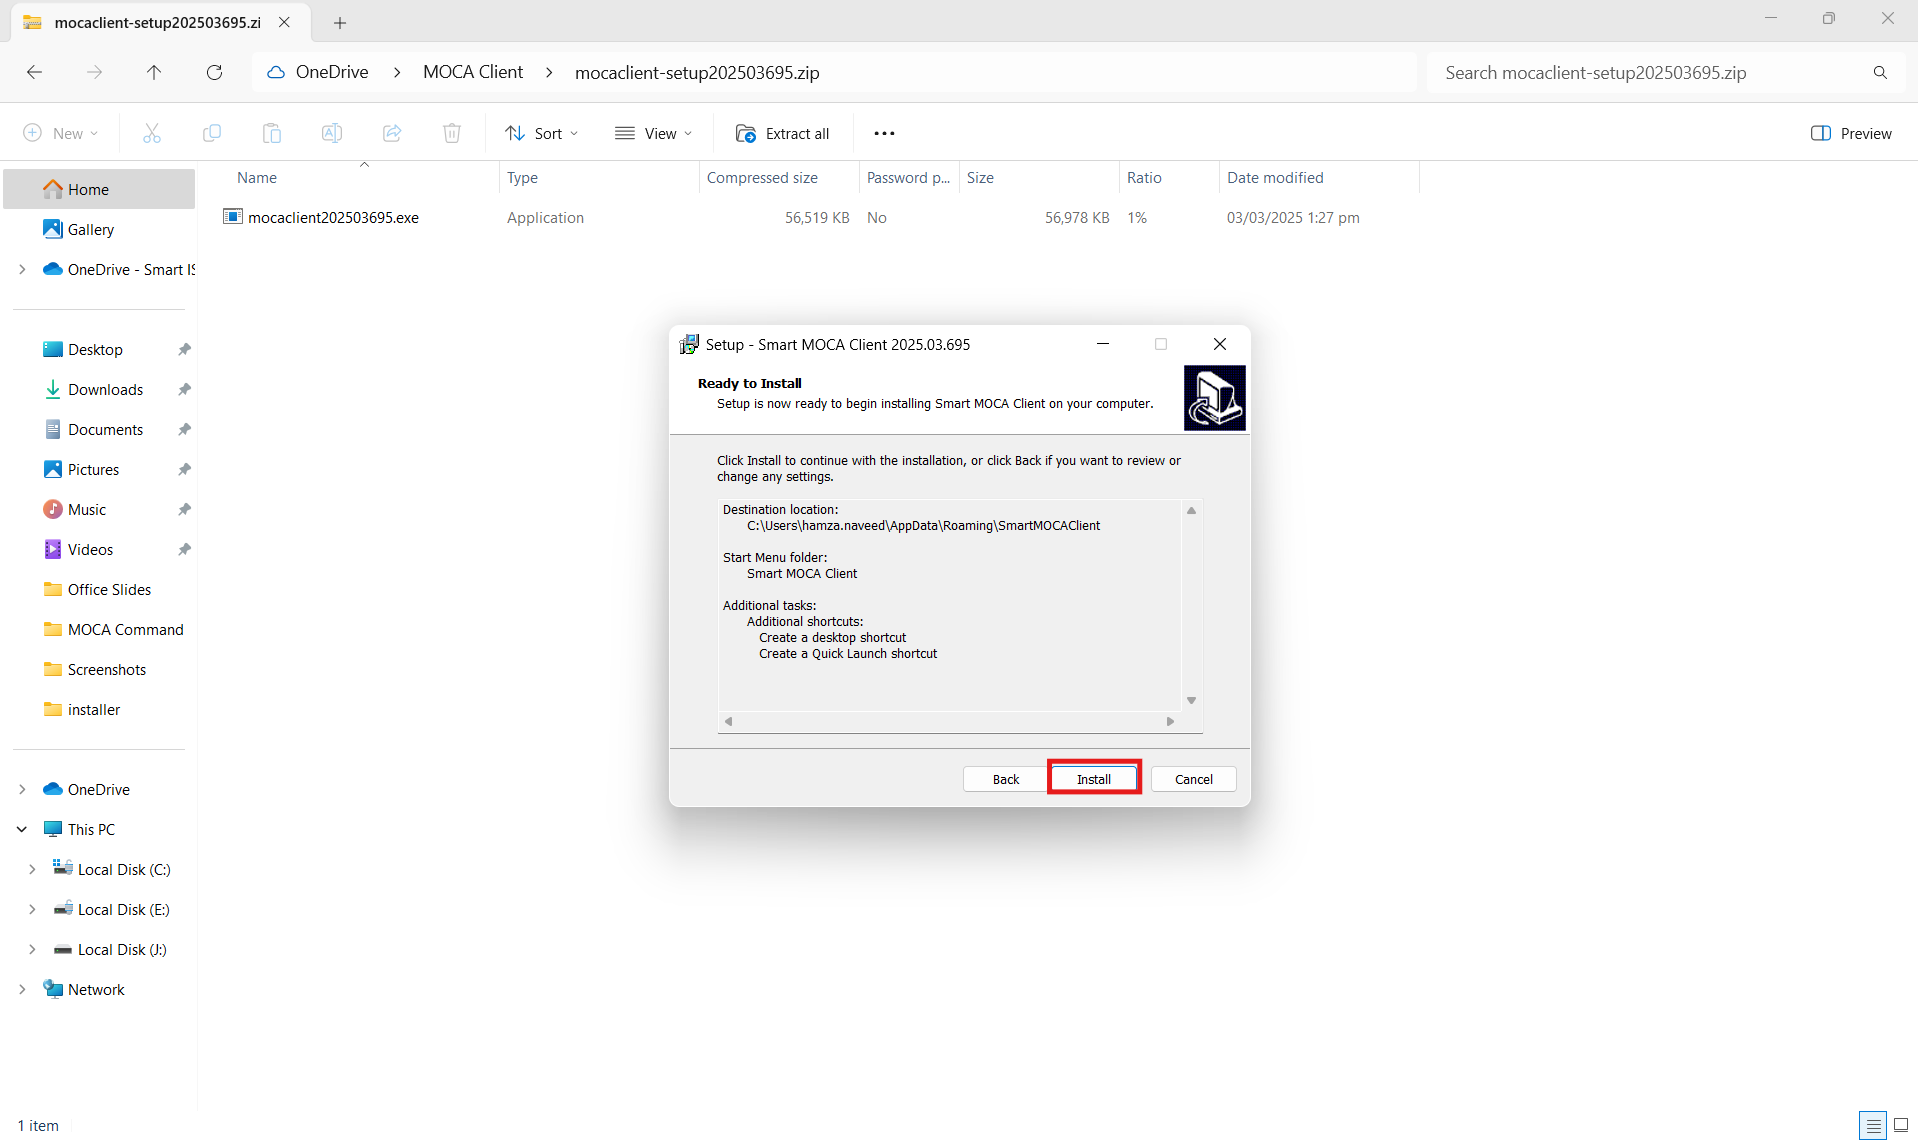 mocaclient-setup202503695.zi
OneDrive > MOCA Client > mocaclient-setup202503695.zip
Search mocaclient-setup202503695.zip
New
Sort
View
Extract all
Preview
Name Type Compressed size Password p... Size Ratio Date modified
mocaclient202503695.exe Application 56,519 KB No 56,978 KB 1% 03/03/2025 1:27 pm
Home
Gallery
OneDrive - Smart IS
Desktop
Downloads
Documents
Pictures
Music
Videos
Office Slides
MOCA Command
Screenshots
installer
OneDrive
This PC
Local Disk (C:)
Local Disk (E:)
Local Disk (J:)
Network
1 item
Setup - Smart MOCA Client 2025.03.695
Ready to Install
Setup is now ready to begin installing Smart MOCA Client on your computer.
Click Install to continue with the installation, or click Back if you want to review or
change any settings.
Destination location:
C:\Users\hamza.naveed\AppData\Roaming\SmartMOCAClient
Start Menu folder:
Smart MOCA Client
Additional tasks:
Additional shortcuts:
Create a desktop shortcut
Create a Quick Launch shortcut
Back
Install
Cancel